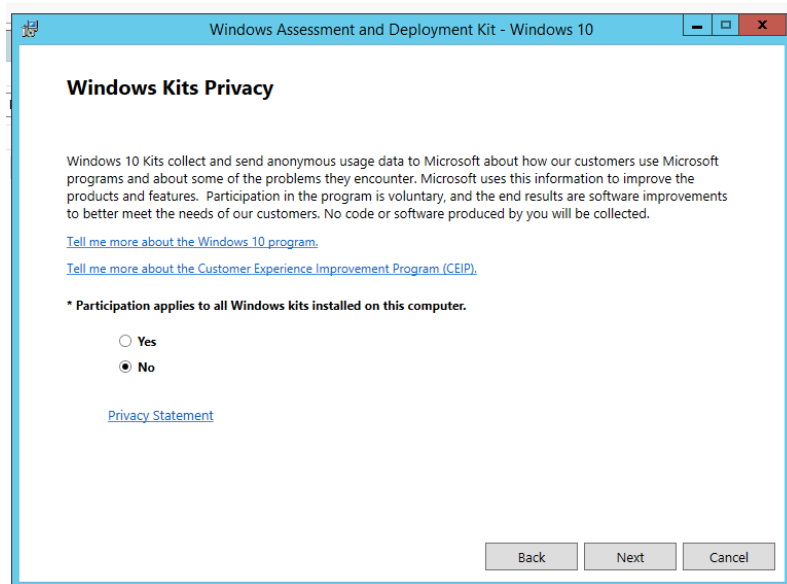 Windows Assessment and Deployment Kit - Windows 10
Windows Kits Privacy
Windows 10 Kits collect and send anonymous usage data to Microsoft about how our customers use Microsoft
programs and about some of the problems they encounter. Microsoft uses this information to improve the
products and features.  Participation in the program is voluntary, and the end results are software improvements
to better meet the needs of our customers. No code or software produced by you will be collected.
Tell me more about the Windows 10 program.
Tell me more about the Customer Experience Improvement Program (CEIP).
* Participation applies to all Windows kits installed on this computer.
Yes
No
Privacy Statement
Back Next Cancel